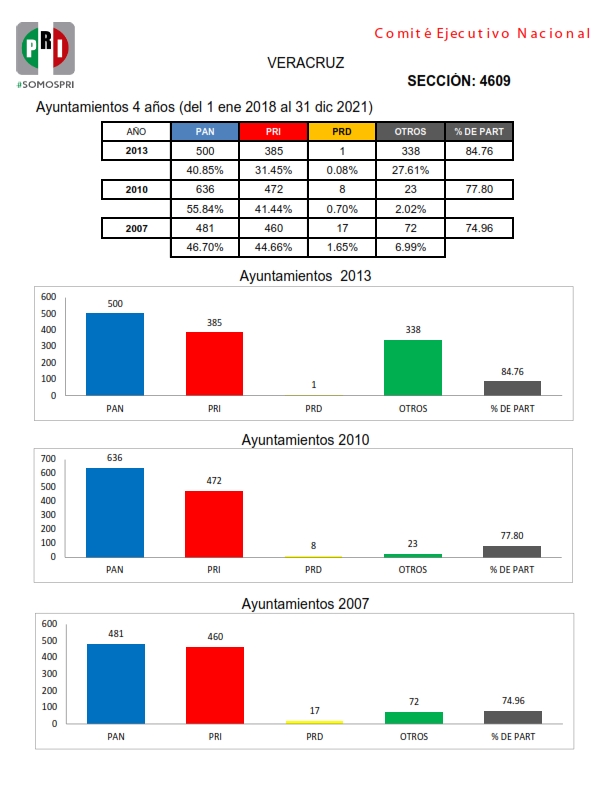 Comité Ejecutivo Nacional
PRI
#SOMOSPRI
VERACRUZ
SECCIÓN: 4609
Ayuntamientos 4 años (del 1 ene 2018 al 31 dic 2021)
AÑO PAN PRI PRD OTROS % DE PART
2013 500 385 1 338 84.76
40.85% 31.45% 0.08% 27.61%
2010 636 472 8 23 77.80
55.84% 41.44% 0.70% 2.02%
2007 481 460 17 72 74.96
46.70% 44.66% 1.65% 6.99%
Ayuntamientos 2013
600
500
400
300
200
100
0
500 385 1 338 84.76
PAN PRI PRD OTROS % DE PART
Ayuntamientos 2010
700
600
500
400
300
200
100
0
636 472 8 23 77.80
PAN PRI PRD OTROS % DE PART
Ayuntamientos 2007
600
500
400
300
200
100
0
481 460 17 72 74.96
PAN PRI PRD OTROS % DE PART